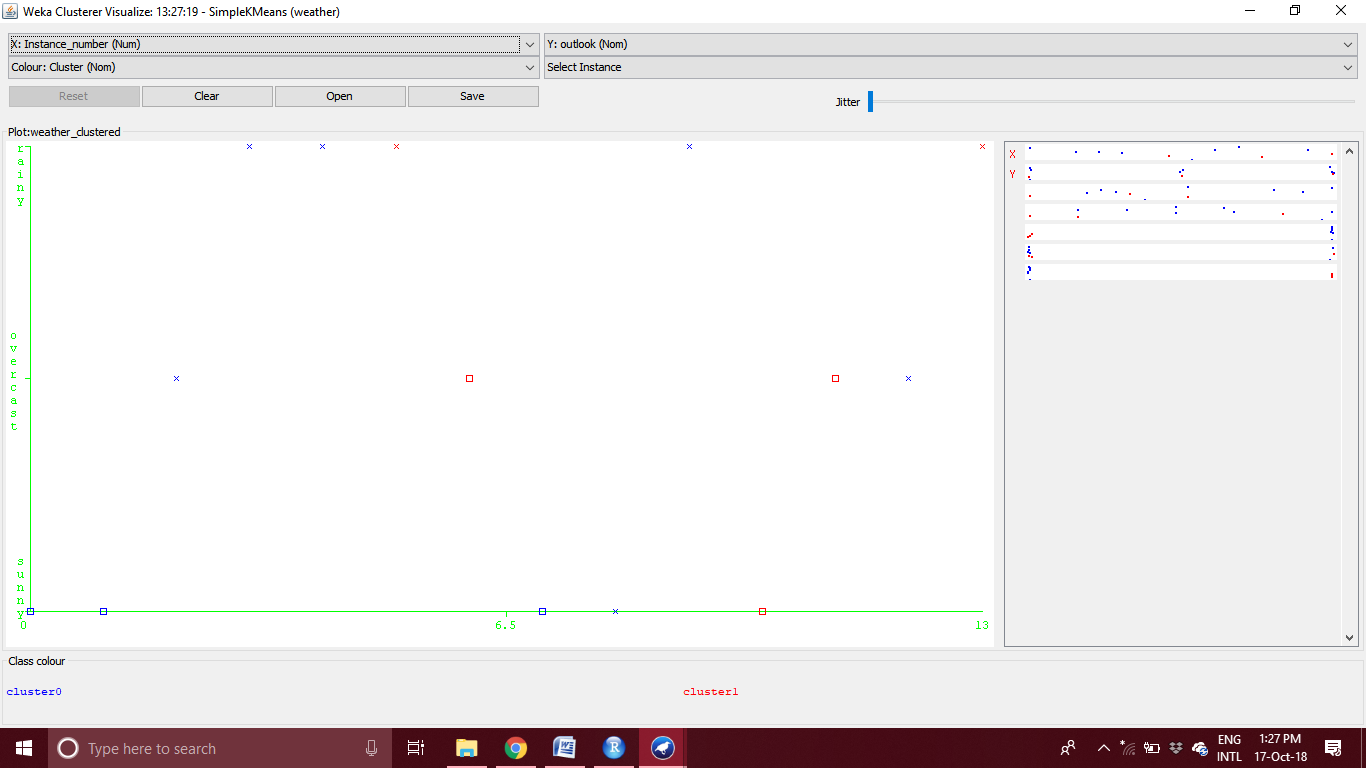 Weka Clusterer Visualize: 13:27:19 - SimpleKMeans (weather)
X: Instance_number (Num)
Y: outlook (Nom)
Colour: Cluster (Nom)
Select Instance
Reset
Clear
Open
Save
Jitter
Plot:weather_clustered
rainy
overcast
sunny
0
6.5
13
X
Y
Class colour
cluster0
cluster1
Type here to search
ENG
INTL
1:27 PM
17-Oct-18